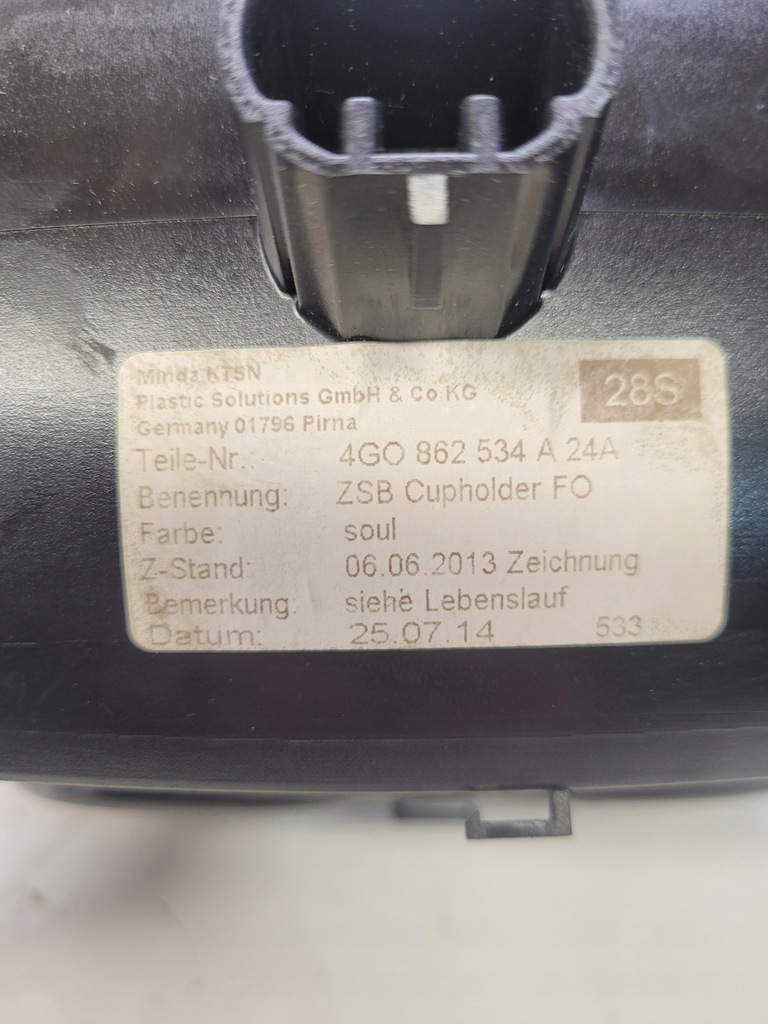 Minda KTSN
Plastic Solutions GmbH & Co KG
Germany 01796 Pirna
28S
Teile-Nr.: 4GO 862 534 A 24A
Benennung: ZSB Cupholder FO
Farbe: soul
Z-Stand: 06.06.2013 Zeichnung
Bemerkung: siehe Lebenslauf
Datum: 25.07.14 533